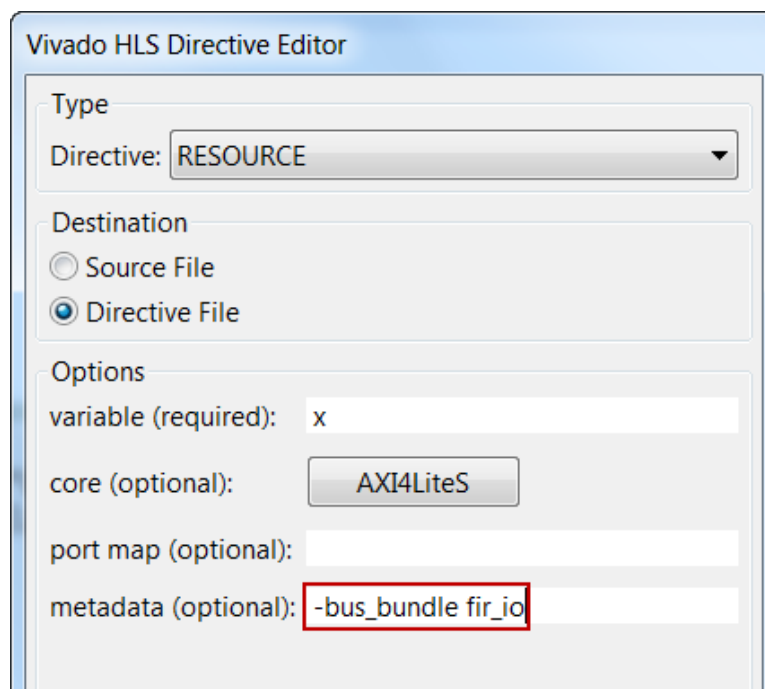 Vivado HLS Directive Editor
Type
Directive: RESOURCE
Destination
Source File
Directive File
Options
variable (required): x
core (optional): AXI4LiteS
port map (optional):
metadata (optional): -bus_bundle fir_io